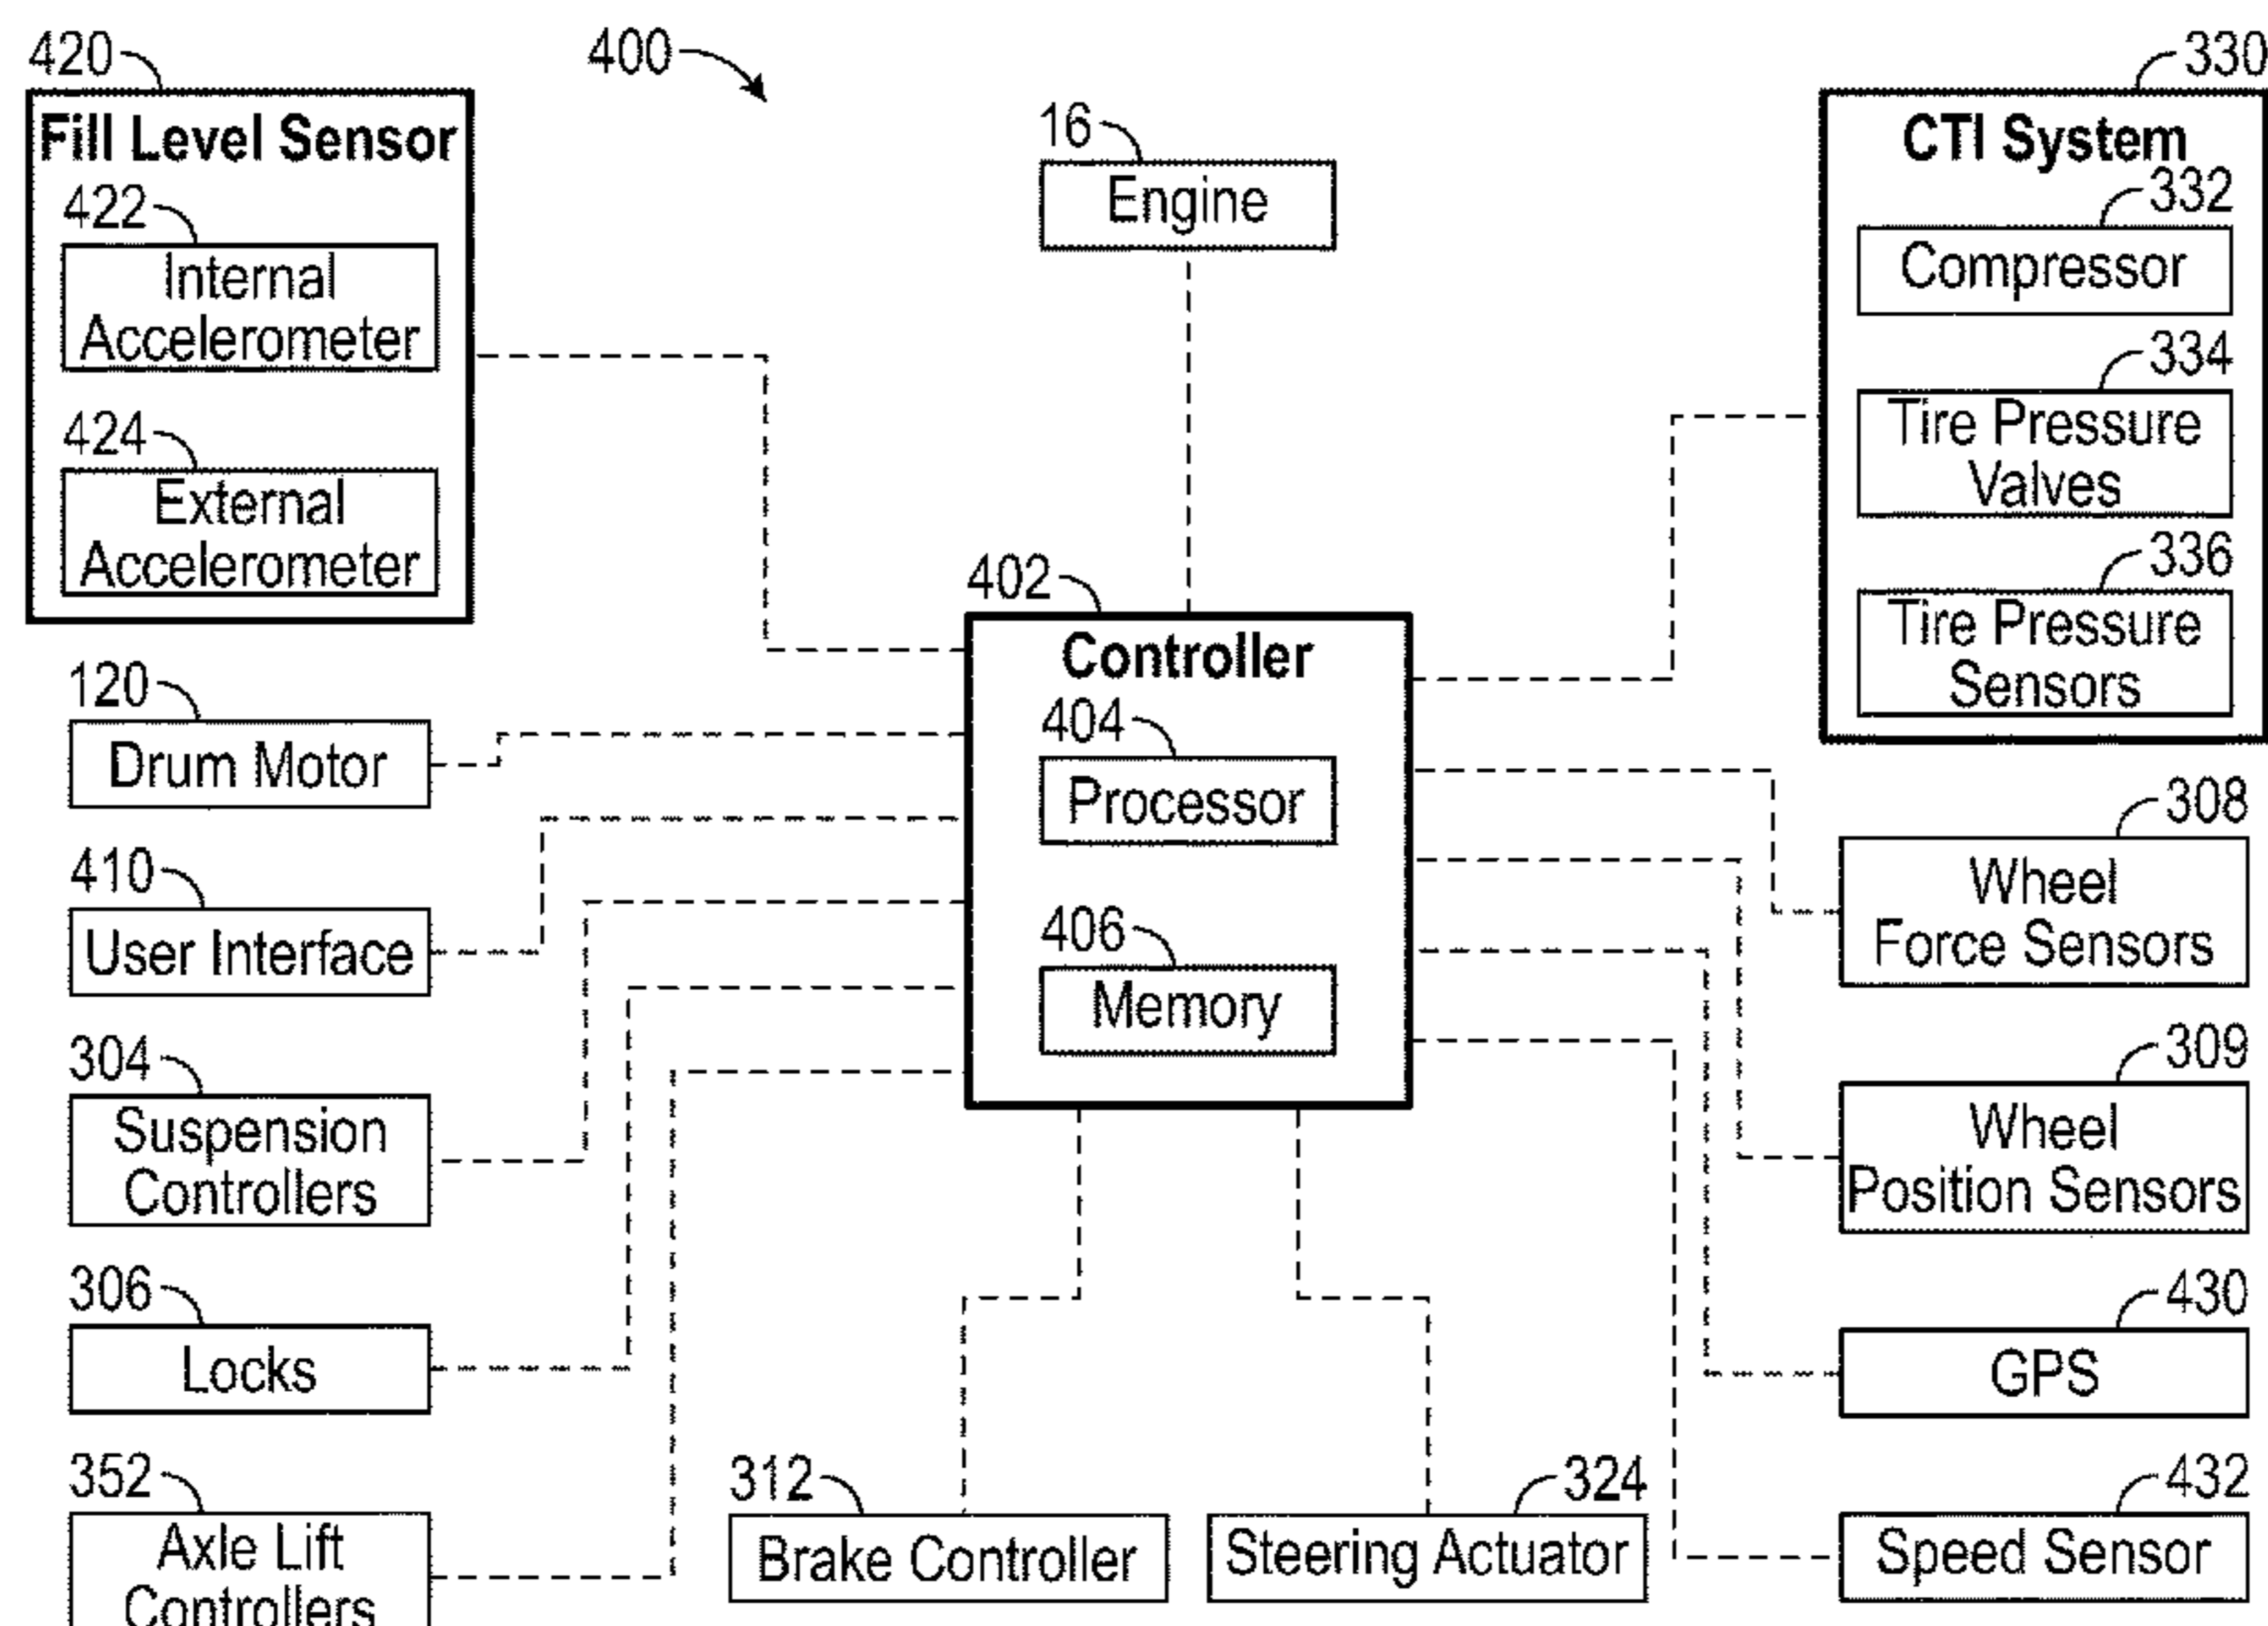 420
400
330
Fill Level Sensor
CTI System
16
Engine
422
Internal
Accelerometer
332
Compressor
334
Tire Pressure
Valves
424
External
Accelerometer
336
Tire Pressure
Sensors
402
Controller
404
Processor
406
Memory
120
Drum Motor
410
User Interface
304
Suspension
Controllers
306
Locks
352
Axle Lift
Controllers
312
Brake Controller
324
Steering Actuator
308
Wheel
Force Sensors
309
Wheel
Position Sensors
430
GPS
432
Speed Sensor